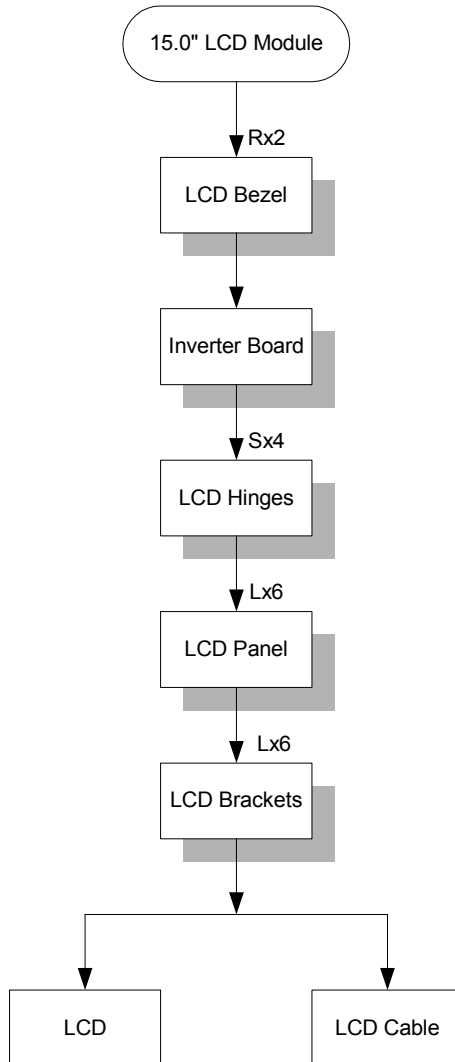 15.0" LCD Module
Rx2
LCD Bezel
Inverter Board
Sx4
LCD Hinges
Lx6
LCD Panel
Lx6
LCD Brackets
LCD
LCD Cable